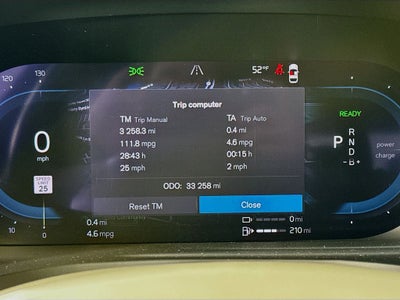 120 130
52°F
Trip computer
TM Trip Manual TA Trip Auto
3 258.3 mi 0.4 mi
111.8 mpg 4.6 mpg
28:43 h 00:15 h
25 mph 2 mph
ODO: 33 258 mi
Reset TM Close
0
mph
SPEED
LIMIT
25
10
0
0.4 mi
4.6 mpg
READY
P R
N
D
-B+
power
charge
0 mi
210 mi